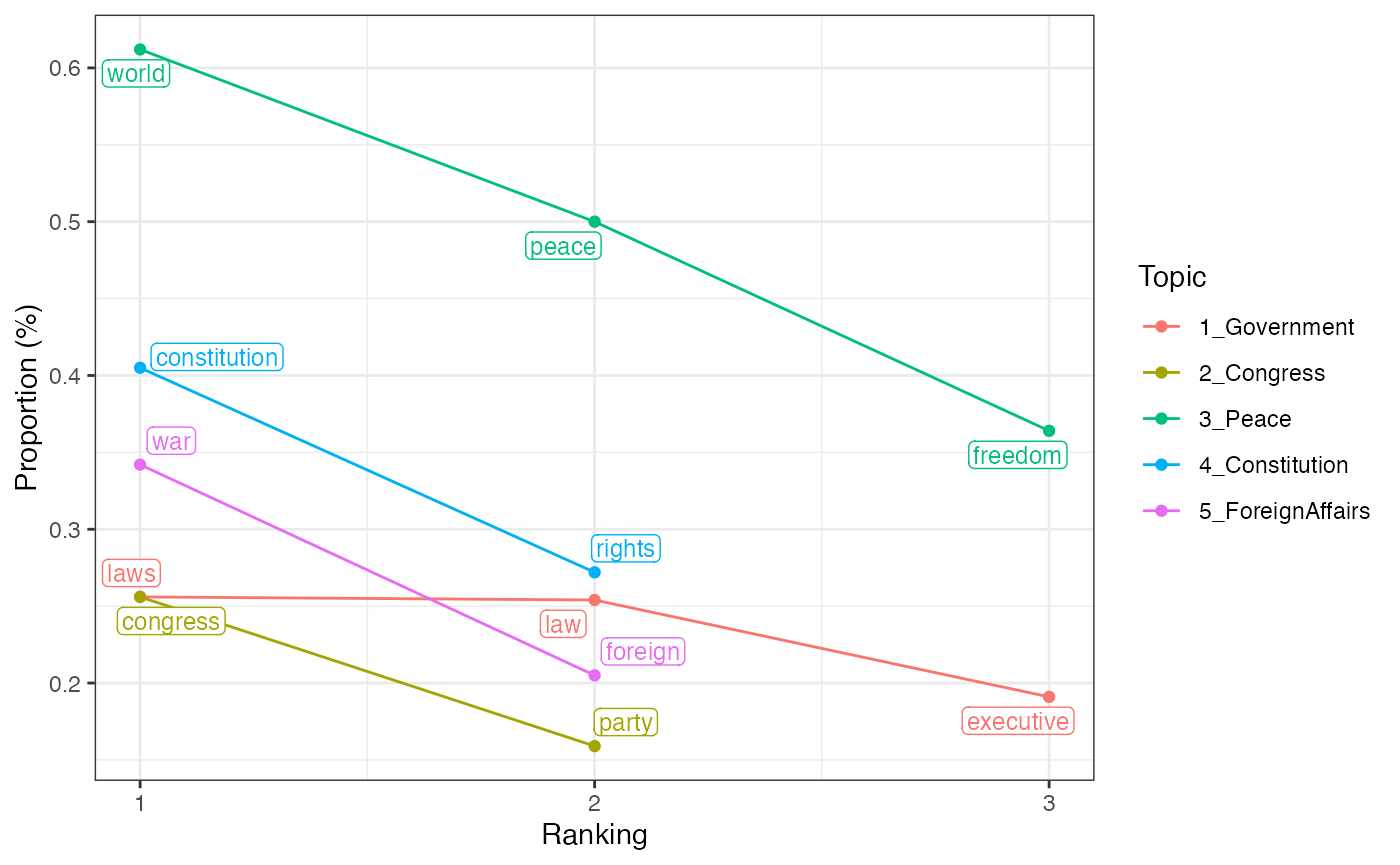 0.6
0.5
0.4
0.3
0.2
Proportion (%)
world
peace
freedom
constitution
war
rights
laws
congress
law
foreign
party
executive
1
2
3
Ranking
Topic
1_Government
2_Congress
3_Peace
4_Constitution
5_ForeignAffairs